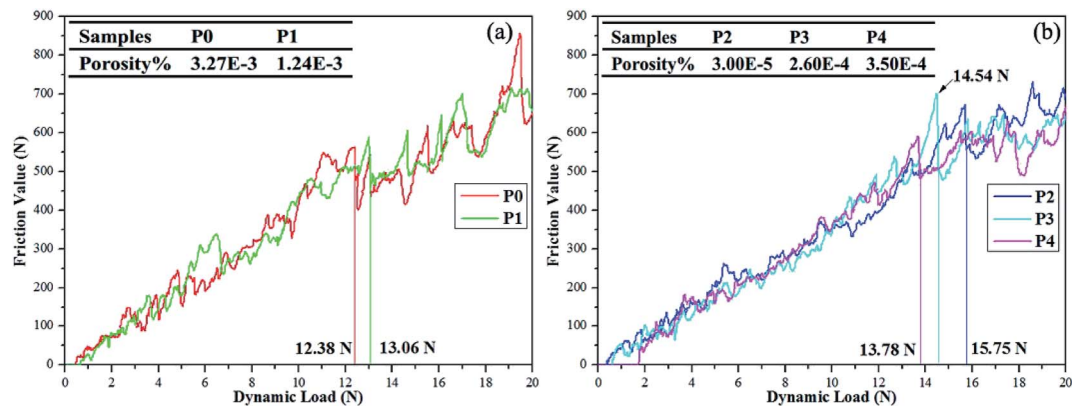 (a)
Samples P0 P1
Porosity% 3.27E-3 1.24E-3
900
800
700
600
500
400
300
200
100
0
Friction Value (N)
P0
P1
12.38 N
13.06 N
0 2 4 6 8 10 12 14 16 18 20
Dynamic Load (N)
(b)
Samples P2 P3 P4
Porosity% 3.00E-5 2.60E-4 3.50E-4
14.54 N
900
800
700
600
500
400
300
200
100
0
Friction Value (N)
P2
P3
P4
13.78 N
15.75 N
0 2 4 6 8 10 12 14 16 18 20
Dynamic Load (N)